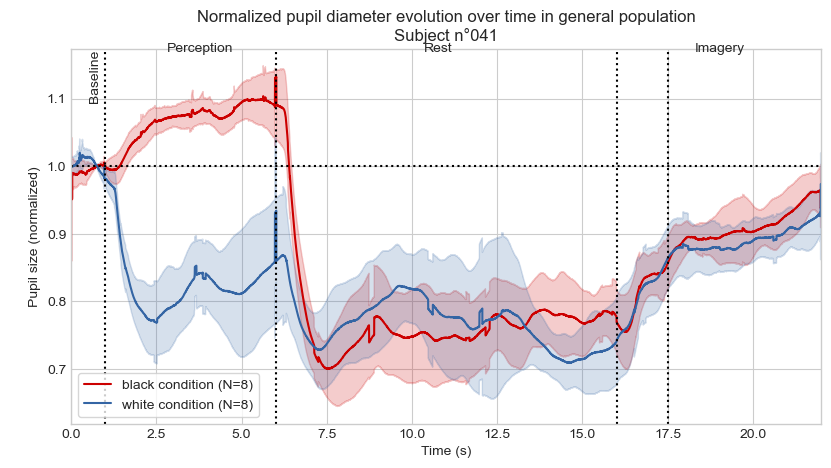 Normalized pupil diameter evolution over time in general population
Subject n°041
Baseline
Perception
Rest
Imagery
Pupil size (normalized)
1.1
1.0
0.9
0.8
0.7
black condition (N=8)
white condition (N=8)
0.0 2.5 5.0 7.5 10.0 12.5 15.0 17.5 20.0
Time (s)